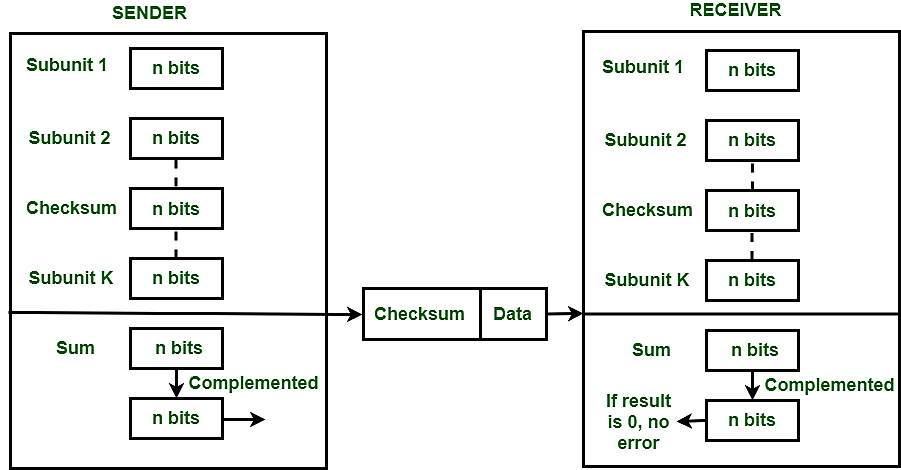 SENDER
Subunit 1
n bits
Subunit 2
n bits
Checksum
n bits
Subunit K
n bits
Sum
n bits
Complemented
n bits
Checksum
Data
RECEIVER
Subunit 1
n bits
Subunit 2
n bits
Checksum
n bits
Subunit K
n bits
Sum
n bits
Complemented
If result
is 0, no
error
n bits